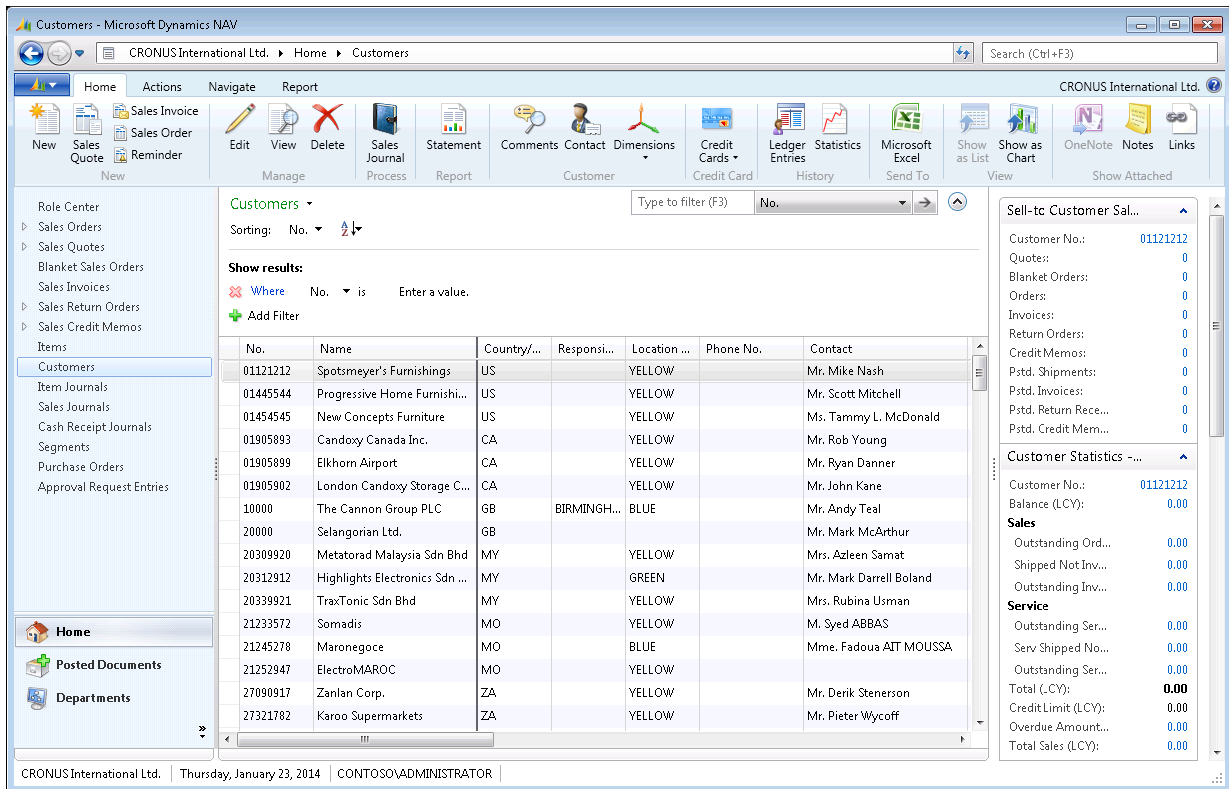 Customers - Microsoft Dynamics NAV
CRONUS International Ltd. Home Customers
Search (Ctrl+F3)
Home Actions Navigate Report
CRONUS International Ltd.
New
Sales Quote
Sales Invoice
Sales Order
Reminder
New
Edit View Delete
Manage
Sales Journal
Process
Statement
Report
Comments Contact Dimensions
Customer
Credit Cards
Credit Card
Ledger Entries Statistics
History
Microsoft Excel
Send To
Show as List Show as Chart
View
OneNote Notes Links
Show Attached
Role Center
Sales Orders
Sales Quotes
Blanket Sales Orders
Sales Invoices
Sales Return Orders
Sales Credit Memos
Items
Customers
Item Journals
Sales Journals
Cash Receipt Journals
Segments
Purchase Orders
Approval Request Entries
Home
Posted Documents
Departments
Customers
Type to filter (F3) No.
Sorting: No.
Show results:
Where No. is Enter a value.
Add Filter
No. Name Country/... Responsi... Location ... Phone No. Contact
01121212 Spotsmeyer's Furnishings US YELLOW Mr. Mike Nash
01445544 Progressive Home Furnishi... US YELLOW Mr. Scott Mitchell
01454545 New Concepts Furniture US YELLOW Ms. Tammy L. McDonald
01905893 Candoxy Canada Inc. CA YELLOW Mr. Rob Young
01905899 Elkhorn Airport CA YELLOW Mr. Ryan Danner
01905902 London Candoxy Storage C... CA YELLOW Mr. John Kane
10000 The Cannon Group PLC GB BIRMINGH... BLUE Mr. Andy Teal
20000 Selangorian Ltd. GB Mr. Mark McArthur
20309920 Metatorad Malaysia Sdn Bhd MY YELLOW Mrs. Azleen Samat
20312912 Highlights Electronics Sdn ... MY GREEN Mr. Mark Darrell Boland
20339921 TraxTonic Sdn Bhd MY YELLOW Mrs. Rubina Usman
21233572 Somadis MO YELLOW M. Syed ABBAS
21245278 Maronegoce MO BLUE Mme. Fadoua AIT MOUSSA
21252947 ElectroMAROC MO YELLOW
27090917 Zanlan Corp. ZA YELLOW Mr. Derik Stenerson
27321782 Karoo Supermarkets ZA YELLOW Mr. Pieter Wycoff
Sell-to Customer Sal...
Customer No.: 01121212
Quotes: 0
Blanket Orders: 0
Orders: 0
Invoices: 0
Return Orders: 0
Credit Memos: 0
Pstd. Shipments: 0
Pstd. Invoices: 0
Pstd. Return Rece... 0
Pstd. Credit Mem... 0
Customer Statistics -...
Customer No.: 01121212
Balance (LCY): 0.00
Sales
Outstanding Ord... 0.00
Shipped Not Inv... 0.00
Outstanding Inv... 0.00
Service
Outstanding Ser... 0.00
Serv Shipped No... 0.00
Outstanding Ser... 0.00
Total (LCY): 0.00
Credit Limit (LCY): 0.00
Overdue Amount... 0.00
Total Sales (LCY): 0.00
CRONUS International Ltd. Thursday, January 23, 2014 CONTOSO\ADMINISTRATOR